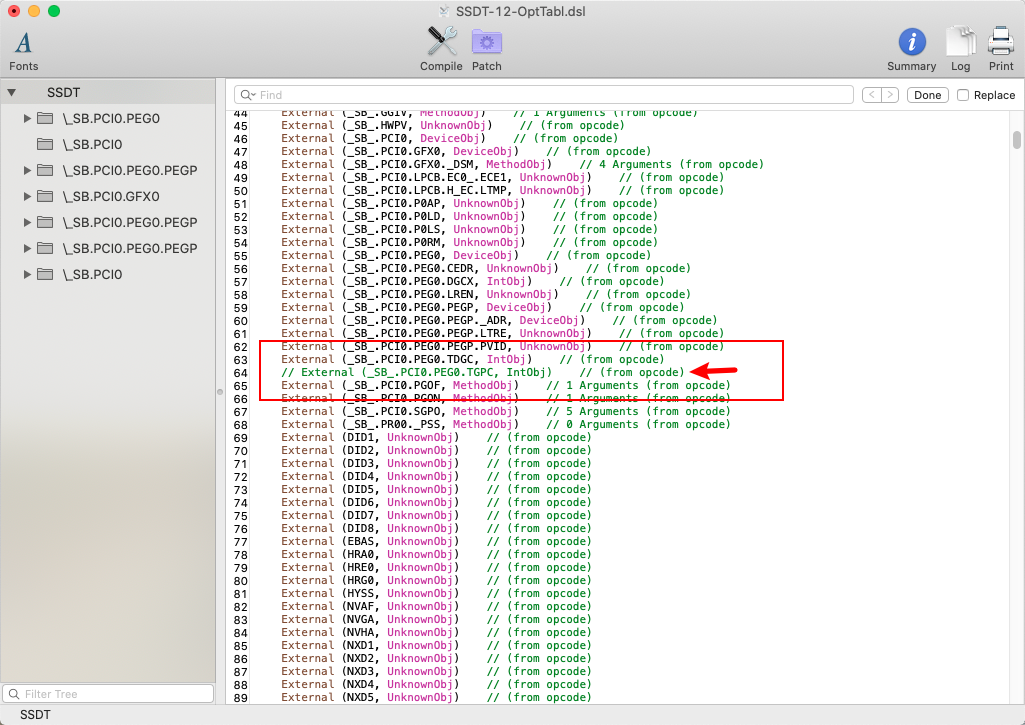 SSDT-12-OptTabl.dsl
Fonts
Compile
Patch
Summary
Log
Print
SSDT
\_SB.PCI0.PEG0
\_SB.PCI0
\_SB.PCI0.PEG0.PEGP
\_SB.PCI0.GFX0
\_SB.PCI0.PEG0.PEGP
\_SB.PCI0.PEG0.PEGP
\_SB.PCI0
Filter Tree
SSDT
Find
Done
Replace
44 External (_SB_.GGIV, MethodObj) // 1 Arguments (from opcode)
45 External (_SB_.HWPV, UnknownObj) // (from opcode)
46 External (_SB_.PCI0, DeviceObj) // (from opcode)
47 External (_SB_.PCI0.GFX0, DeviceObj) // (from opcode)
48 External (_SB_.PCI0.GFX0._DSM, MethodObj) // 4 Arguments (from opcode)
49 External (_SB_.PCI0.LPCB.EC0_.ECE1, UnknownObj) // (from opcode)
50 External (_SB_.PCI0.LPCB.H_EC.LTMP, UnknownObj) // (from opcode)
51 External (_SB_.PCI0.P0AP, UnknownObj) // (from opcode)
52 External (_SB_.PCI0.P0LD, UnknownObj) // (from opcode)
53 External (_SB_.PCI0.P0LS, UnknownObj) // (from opcode)
54 External (_SB_.PCI0.P0RM, UnknownObj) // (from opcode)
55 External (_SB_.PCI0.PEG0, DeviceObj) // (from opcode)
56 External (_SB_.PCI0.PEG0.CEDR, UnknownObj) // (from opcode)
57 External (_SB_.PCI0.PEG0.DGCX, IntObj) // (from opcode)
58 External (_SB_.PCI0.PEG0.LREN, UnknownObj) // (from opcode)
59 External (_SB_.PCI0.PEG0.PEGP, DeviceObj) // (from opcode)
60 External (_SB_.PCI0.PEG0.PEGP._ADR, DeviceObj) // (from opcode)
61 External (_SB_.PCI0.PEG0.PEGP.LTRE, UnknownObj) // (from opcode)
62 External (_SB_.PCI0.PEG0.PEGP.PVID, UnknownObj) // (from opcode)
63 External (_SB_.PCI0.PEG0.TDGC, IntObj) // (from opcode)
64 // External (_SB_.PCI0.PEG0.TGPC, IntObj) // (from opcode)
65 External (_SB_.PCI0.PGOF, MethodObj) // 1 Arguments (from opcode)
66 External (_SB_.PCI0.PGON, MethodObj) // 1 Arguments (from opcode)
67 External (_SB_.PCI0.SGPO, MethodObj) // 5 Arguments (from opcode)
68 External (_SB_.PR00._PSS, MethodObj) // 0 Arguments (from opcode)
69 External (DID1, UnknownObj) // (from opcode)
70 External (DID2, UnknownObj) // (from opcode)
71 External (DID3, UnknownObj) // (from opcode)
72 External (DID4, UnknownObj) // (from opcode)
73 External (DID5, UnknownObj) // (from opcode)
74 External (DID6, UnknownObj) // (from opcode)
75 External (DID7, UnknownObj) // (from opcode)
76 External (DID8, UnknownObj) // (from opcode)
77 External (EBAS, UnknownObj) // (from opcode)
78 External (HRA0, UnknownObj) // (from opcode)
79 External (HRE0, UnknownObj) // (from opcode)
80 External (HRG0, UnknownObj) // (from opcode)
81 External (HYSS, UnknownObj) // (from opcode)
82 External (NVAF, UnknownObj) // (from opcode)
83 External (NVGA, UnknownObj) // (from opcode)
84 External (NVHA, UnknownObj) // (from opcode)
85 External (NXD1, UnknownObj) // (from opcode)
86 External (NXD2, UnknownObj) // (from opcode)
87 External (NXD3, UnknownObj) // (from opcode)
88 External (NXD4, UnknownObj) // (from opcode)
89 External (NXD5, UnknownObj) // (from opcode)